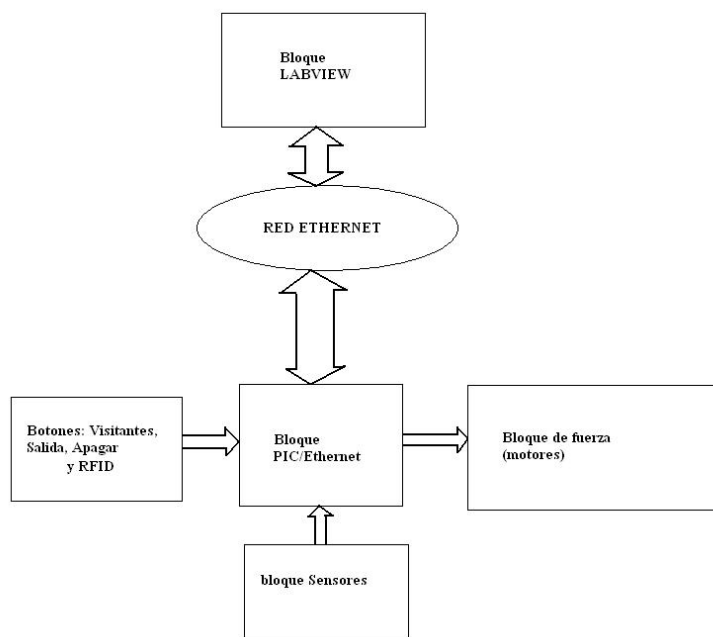 Bloque
LABVIEW
RED ETHERNET
Botones: Visitantes,
Salida, Apagar
y RFID
Bloque
PIC/Ethernet
Bloque de fuerza
(motores)
bloque Sensores